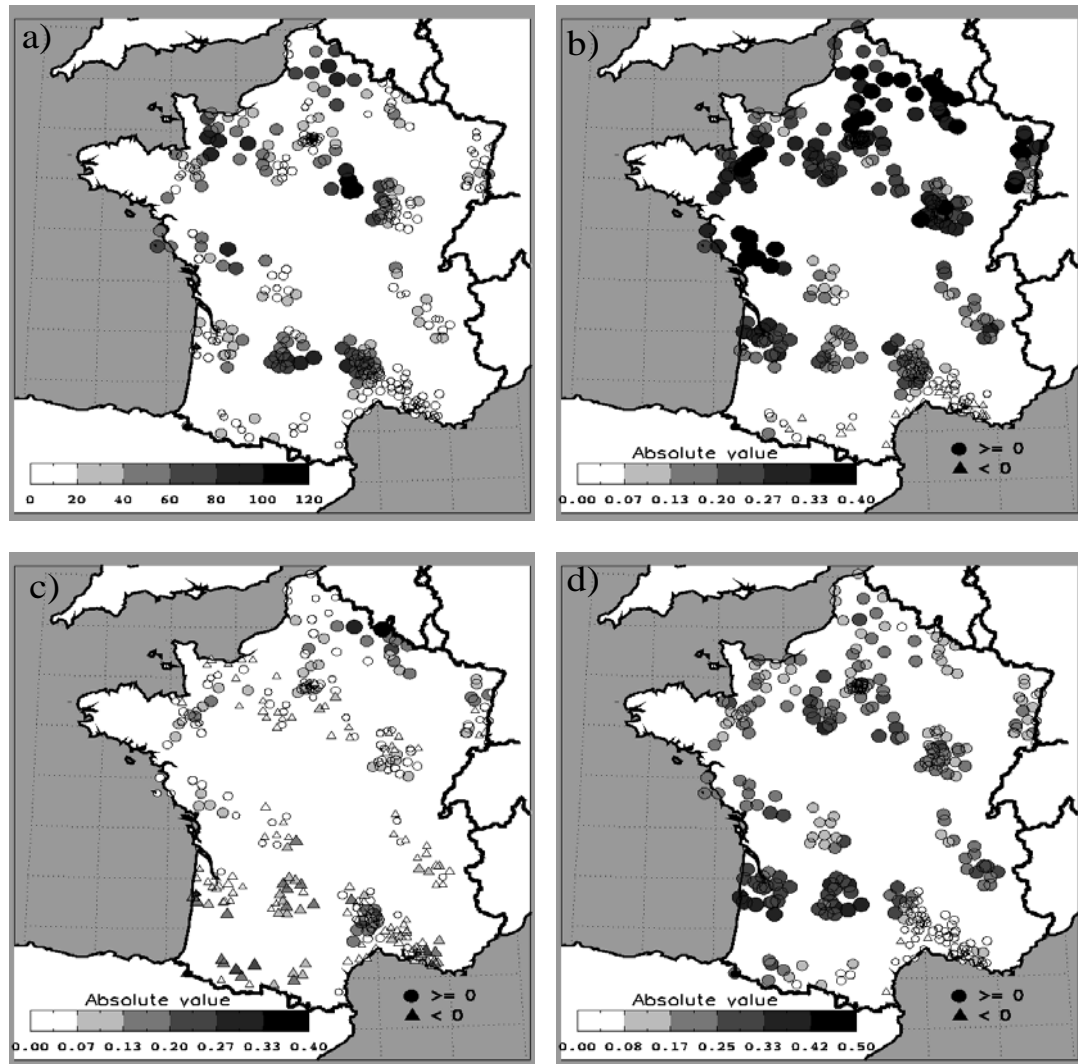 a)
0 20 40 60 80 100 120
b)
Absolute value
>= 0
< 0
0.00 0.07 0.13 0.25 0.27 0.33 0.40
c)
Absolute value
>= 0
< 0
0.00 0.07 0.13 0.20 0.27 0.33 0.40
d)
Absolute value
>= 0
< 0
0.00 0.08 0.17 0.25 0.33 0.42 0.50